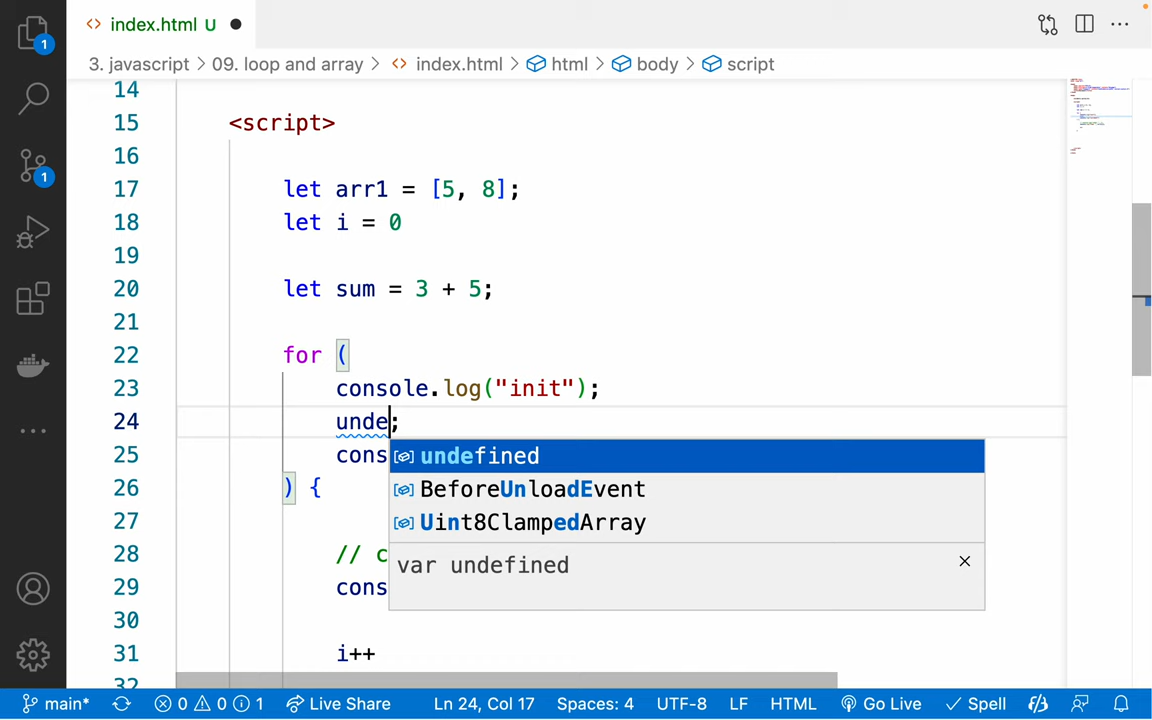 index.html U
3. javascript > 09. loop and array > index.html > html > body > script
1
1
14
15 <script>
16
17 let arr1 = [5, 8];
18 let i = 0
19
20 let sum = 3 + 5;
21
22 for (
23 console.log("init");
24 unde;
25 cons
26 ) {
27
28 // c
29 cons
30
31 i++
32
undefined
BeforeUnloadEvent
Uint8ClampedArray
var undefined
main* 0 0 1 Live Share Ln 24, Col 17 Spaces: 4 UTF-8 LF HTML Go Live Spell